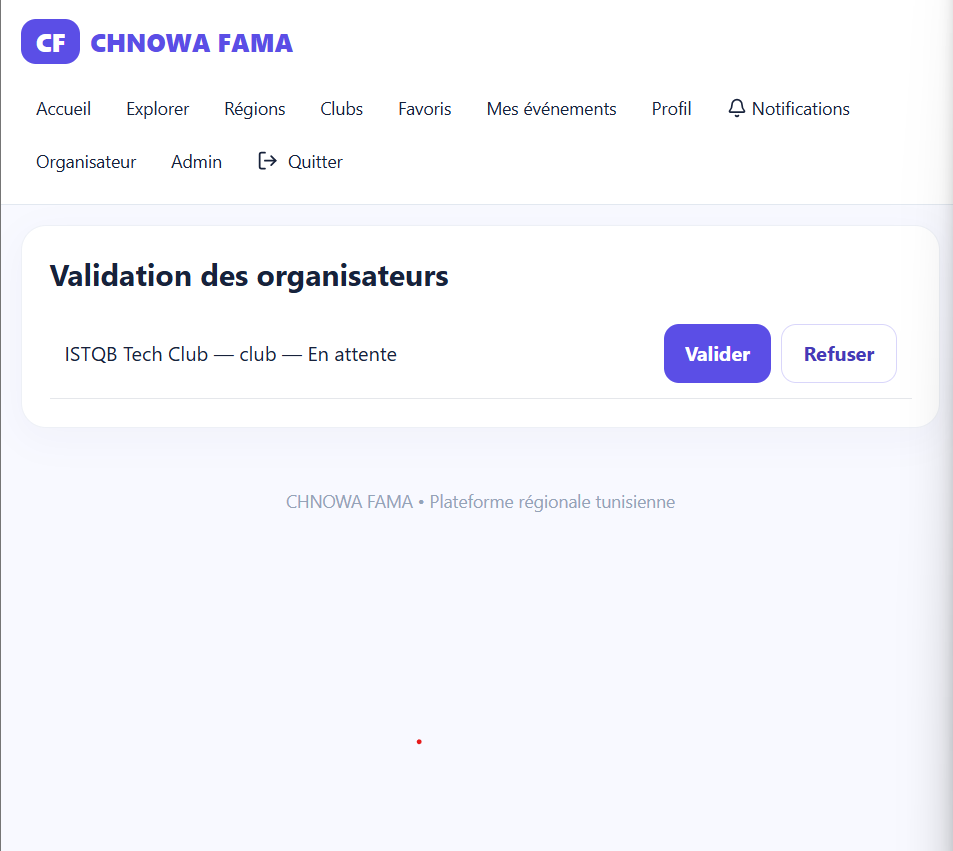 CF CHNOWA FAMA
Accueil Explorer Régions Clubs Favoris Mes événements Profil Notifications
Organisateur Admin Quitter
Validation des organisateurs
ISTQB Tech Club — club — En attente Valider Refuser
CHNOWA FAMA • Plateforme régionale tunisienne